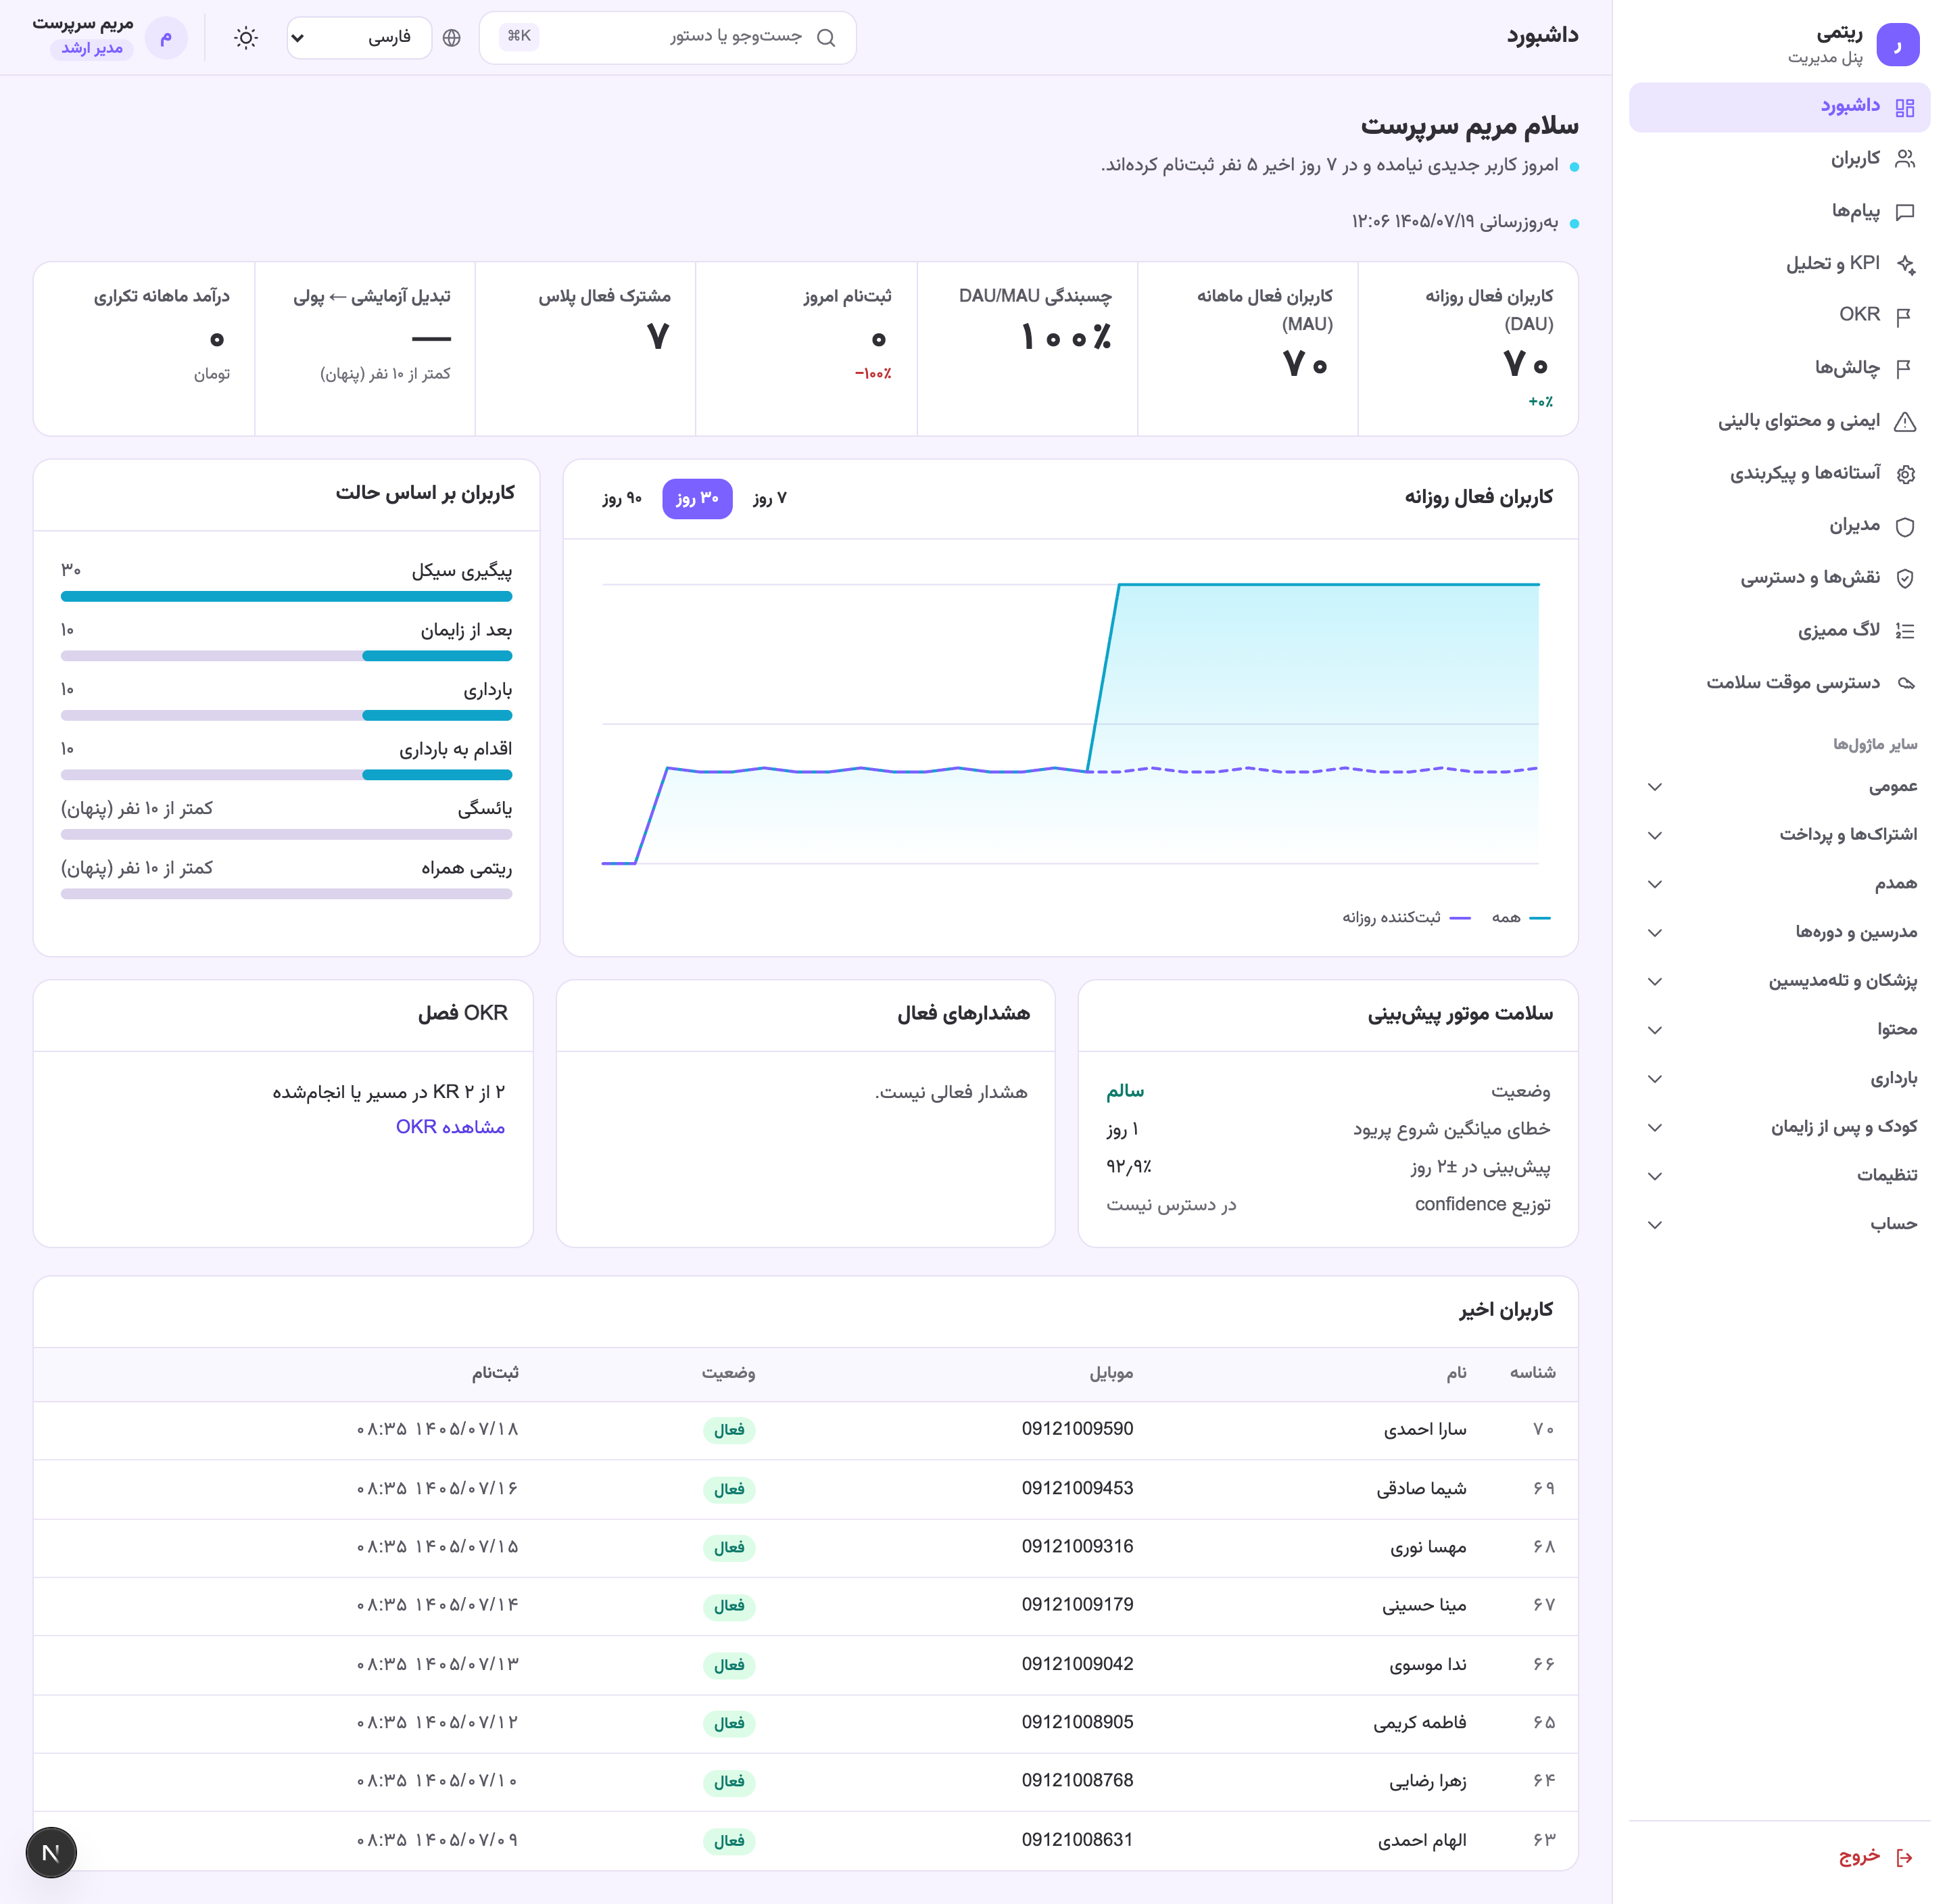 ریتمی
پنل مدیریت
داشبورد
کاربران
پیام‌ها
KPI و تحلیل
OKR
چالش‌ها
ایمنی و محتوای بالینی
آستانه‌ها و پیکربندی
مدیران
نقش‌ها و دسترسی
لاگ ممیزی
دسترسی موقت سلامت
سایر ماژول‌ها
عمومی
اشتراک‌ها و پرداخت
همدم
مدرسین و دوره‌ها
پزشکان و تله‌مدیسین
محتوا
بارداری
کودک و پس از زایمان
تنظیمات
حساب
خروج
داشبورد
جست‌وجو یا دستور
⌘K
فارسی
م
مریم سرپرست
مدیر ارشد
سلام مریم سرپرست
امروز کاربر جدیدی نیامده و در ۷ روز اخیر ۵ نفر ثبت‌نام کرده‌اند.
به‌روزرسانی ۱۴۰۵/۰۷/۱۹ ۱۲:۰۶
کاربران فعال روزانه (DAU)
۷۰
+۰٪
کاربران فعال ماهانه (MAU)
۷۰
چسبندگی DAU/MAU
۱۰۰٪
ثبت‌نام امروز
۰
−۱۰۰٪
مشترک فعال پلاس
۷
تبدیل آزمایشی ← پولی
—
کمتر از ۱۰ نفر (پنهان)
درآمد ماهانه تکراری
۰
تومان
کاربران فعال روزانه
۷ روز
۳۰ روز
۹۰ روز
همه
ثبت‌کننده روزانه
کاربران بر اساس حالت
پیگیری سیکل ۳۰
بعد از زایمان ۱۰
بارداری ۱۰
اقدام به بارداری ۱۰
یائسگی کمتر از ۱۰ نفر (پنهان)
ریتمی همراه کمتر از ۱۰ نفر (پنهان)
سلامت موتور پیش‌بینی
وضعیت سالم
خطای میانگین شروع پریود ۱ روز
پیش‌بینی در ±۲ روز ۹۲٫۹٪
توزیع confidence در دسترس نیست
هشدارهای فعال
هشدار فعالی نیست.
OKR فصل
۲ از ۲ KR در مسیر یا انجام‌شده
مشاهده OKR
کاربران اخیر
شناسه نام موبایل وضعیت ثبت‌نام
۷۰ سارا احمدی 09121009590 فعال ۱۴۰۵/۰۷/۱۸ ۰۸:۳۵
۶۹ شیما صادقی 09121009453 فعال ۱۴۰۵/۰۷/۱۶ ۰۸:۳۵
۶۸ مهسا نوری 09121009316 فعال ۱۴۰۵/۰۷/۱۵ ۰۸:۳۵
۶۷ مینا حسینی 09121009179 فعال ۱۴۰۵/۰۷/۱۴ ۰۸:۳۵
۶۶ ندا موسوی 09121009042 فعال ۱۴۰۵/۰۷/۱۳ ۰۸:۳۵
۶۵ فاطمه کریمی 09121008905 فعال ۱۴۰۵/۰۷/۱۲ ۰۸:۳۵
۶۴ زهرا رضایی 09121008768 فعال ۱۴۰۵/۰۷/۱۰ ۰۸:۳۵
۶۳ الهام احمدی 09121008631 فعال ۱۴۰۵/۰۷/۰۹ ۰۸:۳۵
ر
N